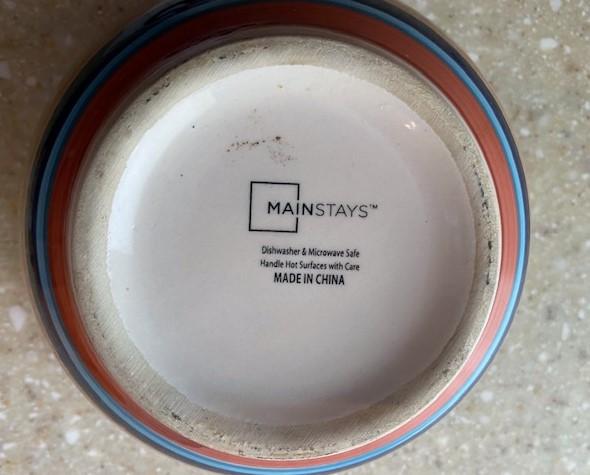 MAINSTAYS™
Dishwasher & Microwave Safe
Handle Hot Surfaces with Care
MADE IN CHINA